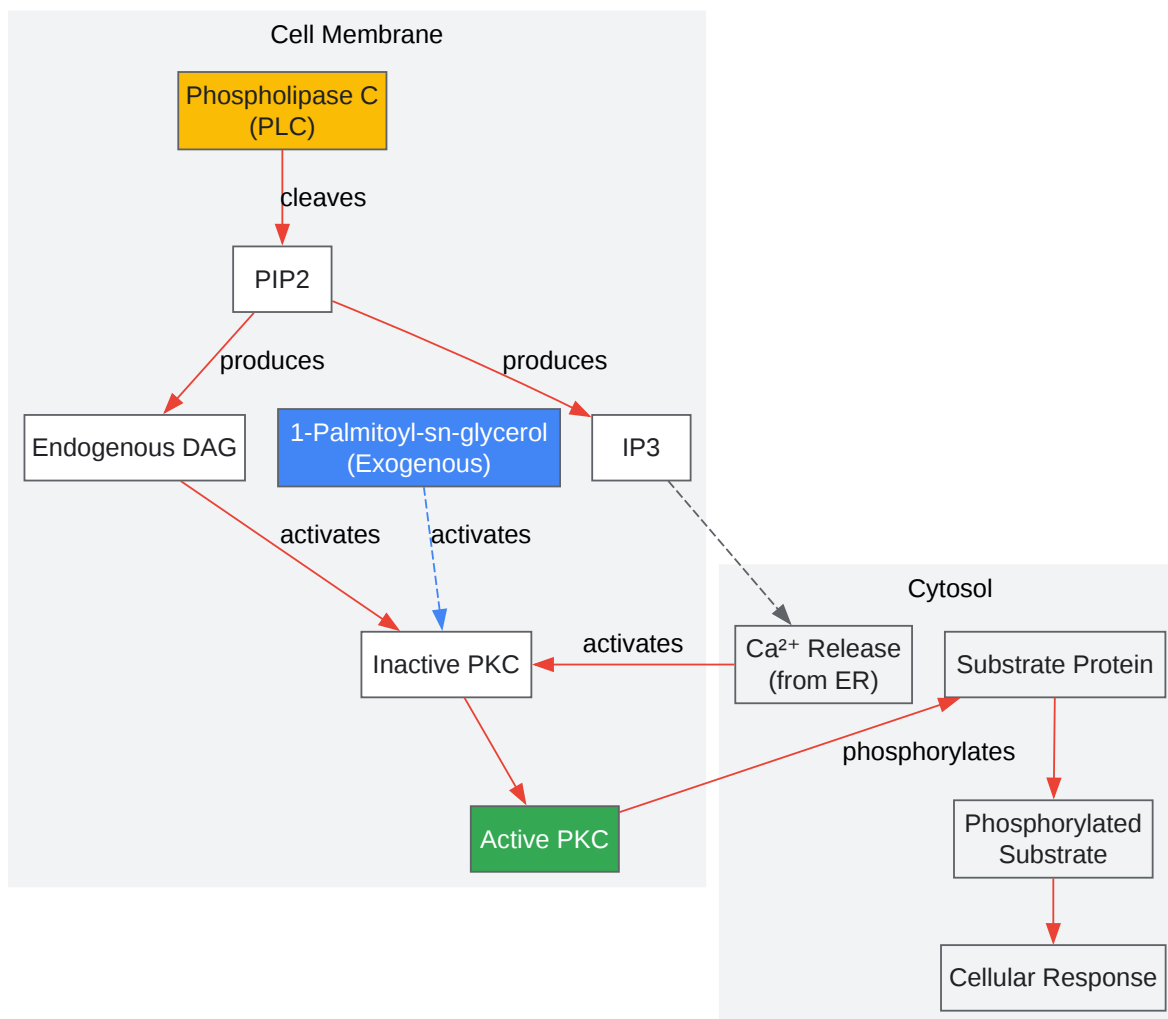 Cell Membrane
Phospholipase C
(PLC)
cleaves
PIP2
produces
produces
Endogenous DAG
1-Palmitoyl-sn-glycerol
(Exogenous)
IP3
activates
activates
Cytosol
Inactive PKC
activates
Ca²⁺ Release
(from ER)
Substrate Protein
phosphorylates
Active PKC
Phosphorylated
Substrate
Cellular Response